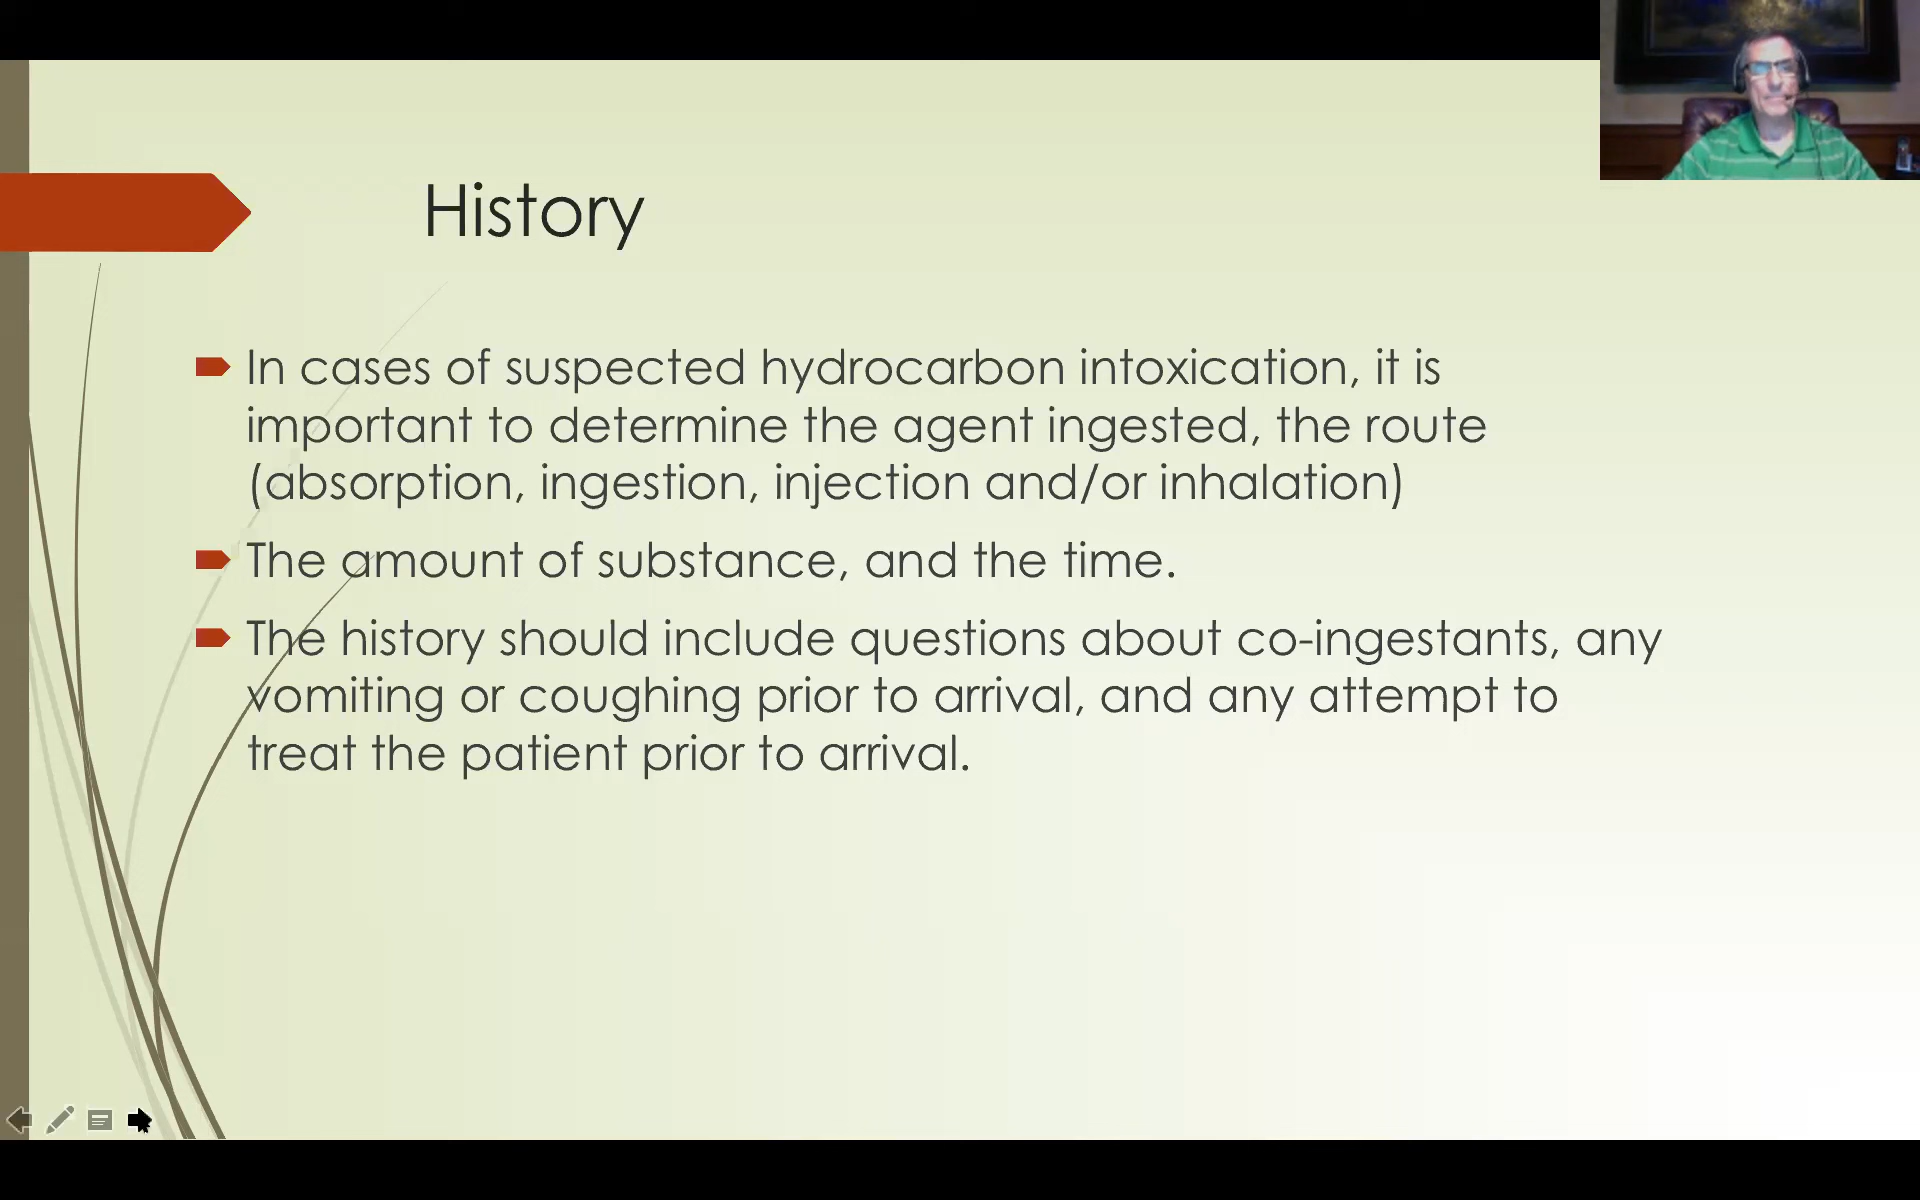 History
In cases of suspected hydrocarbon intoxication, it is
important to determine the agent ingested, the route
(absorption, ingestion, injection and/or inhalation)
The amount of substance, and the time.
The history should include questions about co-ingestants, any
vomiting or coughing prior to arrival, and any attempt to
treat the patient prior to arrival.